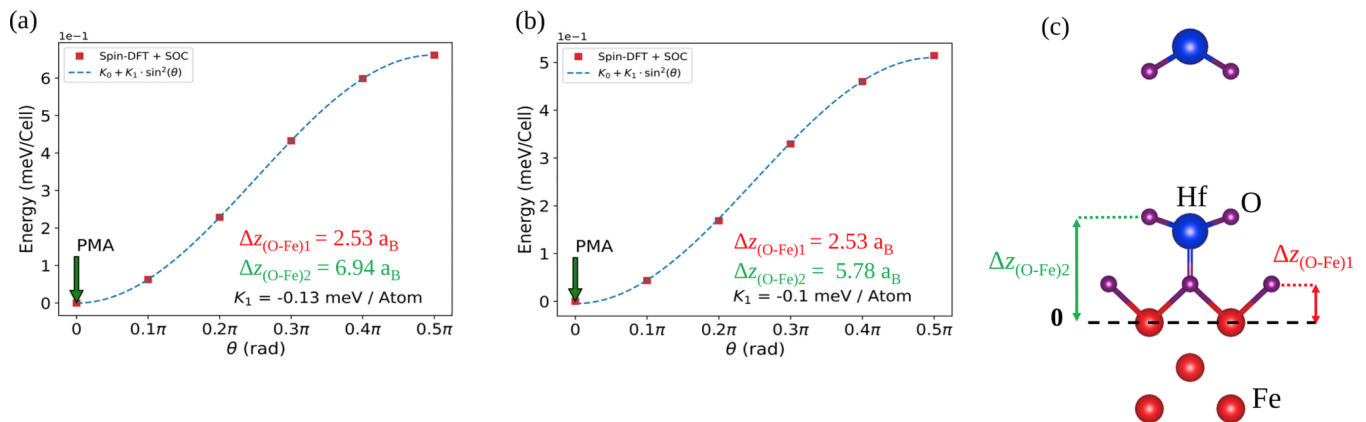 (a)
1e−1
Spin-DFT + SOC
K₀ + K₁ · sin²(θ)
Energy (meV/Cell)
6
5
4
3
2
1
0
PMA
Δz(O-Fe)1 = 2.53 aB
Δz(O-Fe)2 = 6.94 aB
K₁ = -0.13 meV / Atom
0
0.1π
0.2π
0.3π
0.4π
0.5π
θ (rad)
(b)
1e−1
Spin-DFT + SOC
K₀ + K₁ · sin²(θ)
Energy (meV/Cell)
5
4
3
2
1
0
PMA
Δz(O-Fe)1 = 2.53 aB
Δz(O-Fe)2 = 5.78 aB
K₁ = -0.1 meV / Atom
0
0.1π
0.2π
0.3π
0.4π
0.5π
θ (rad)
(c)
Hf
O
Δz(O-Fe)2
Δz(O-Fe)1
0
Fe